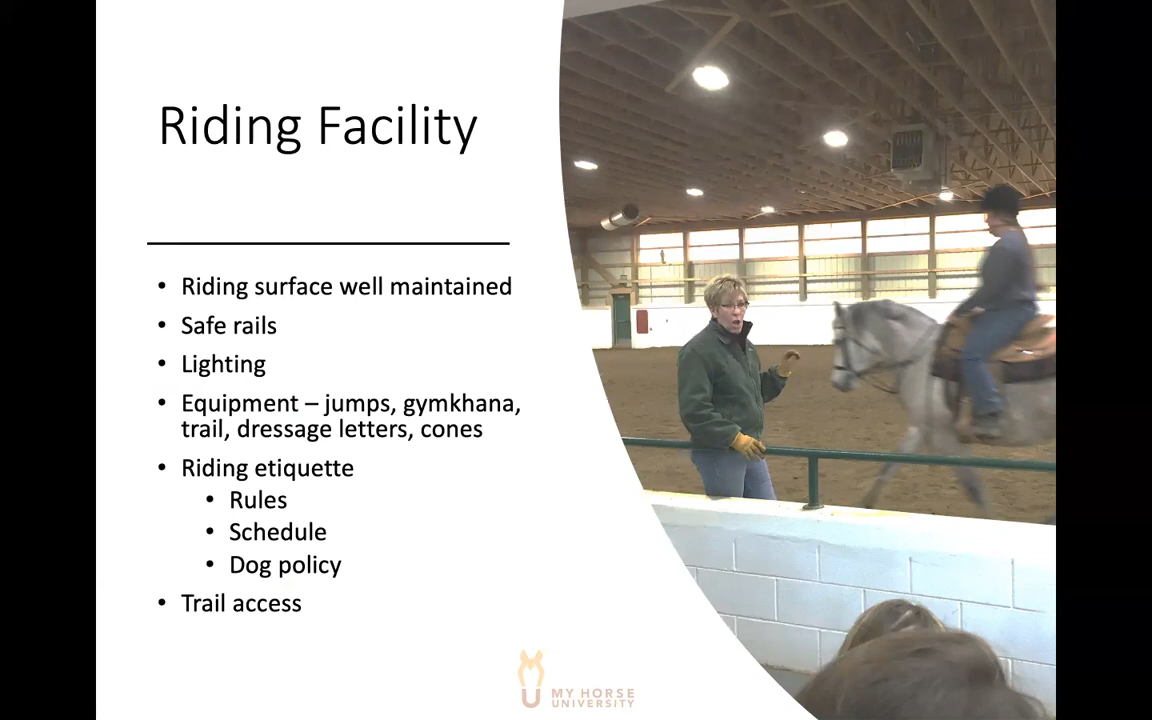 Riding Facility
• Riding surface well maintained
• Safe rails
• Lighting
• Equipment – jumps, gymkhana,
trail, dressage letters, cones
• Riding etiquette
• Rules
• Schedule
• Dog policy
• Trail access
MY HORSE
UNIVERSITY